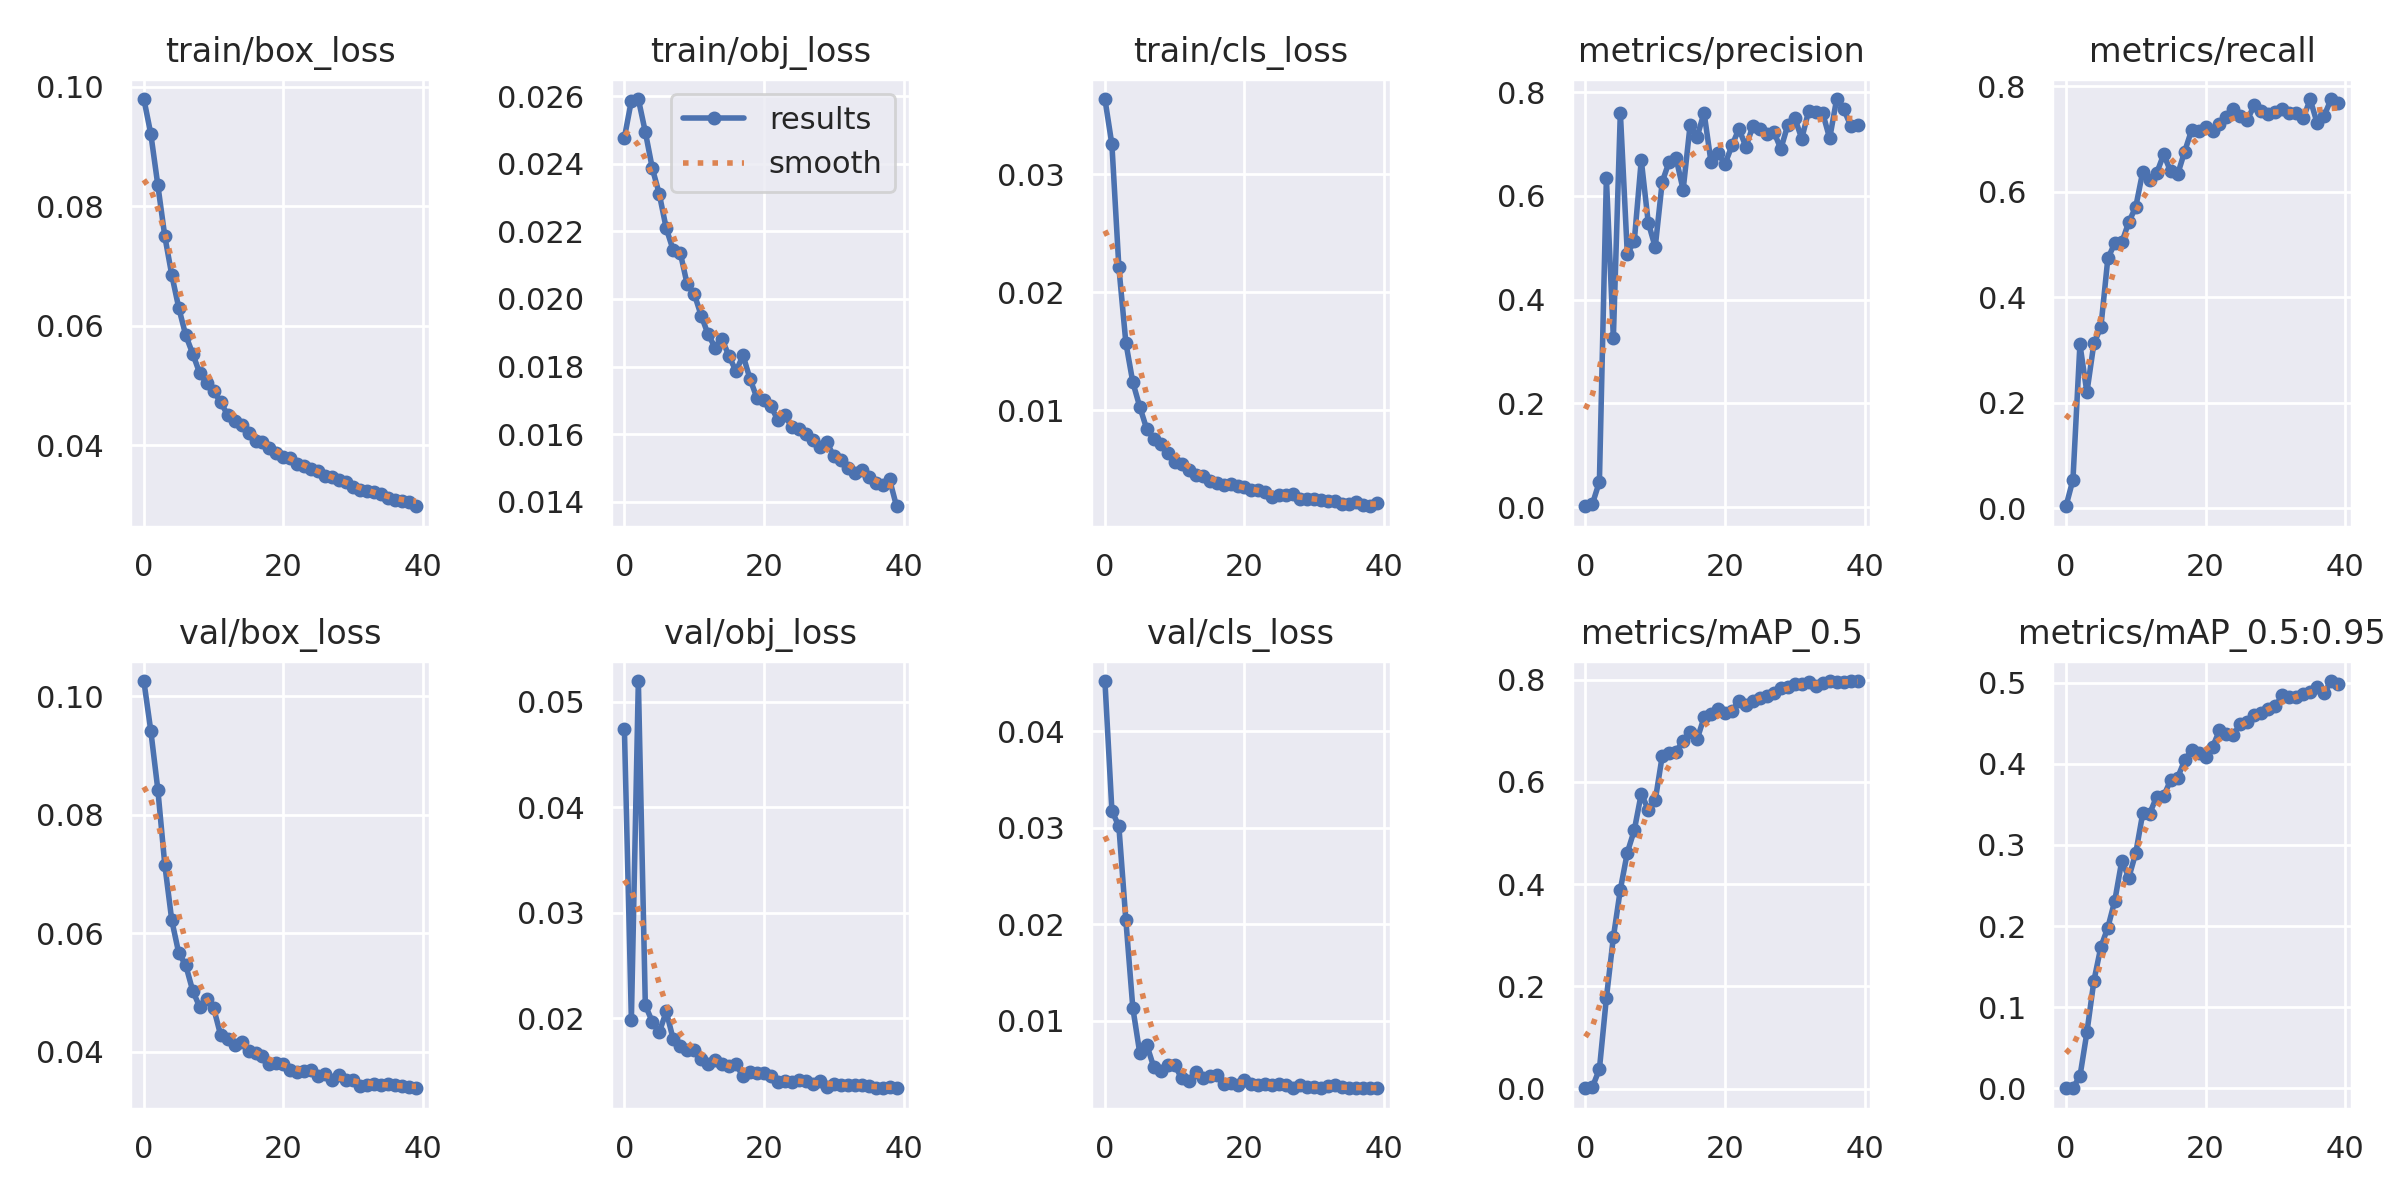 train/box_loss
0.10
0.08
0.06
0.04
0 20 40
train/obj_loss
0.026
0.024
0.022
0.020
0.018
0.016
0.014
results
smooth
0 20 40
train/cls_loss
0.03
0.02
0.01
0 20 40
metrics/precision
0.8
0.6
0.4
0.2
0.0
0 20 40
metrics/recall
0.8
0.6
0.4
0.2
0.0
0 20 40
val/box_loss
0.10
0.08
0.06
0.04
0 20 40
val/obj_loss
0.05
0.04
0.03
0.02
0 20 40
val/cls_loss
0.04
0.03
0.02
0.01
0 20 40
metrics/mAP_0.5
0.8
0.6
0.4
0.2
0.0
0 20 40
metrics/mAP_0.5:0.95
0.5
0.4
0.3
0.2
0.1
0.0
0 20 40